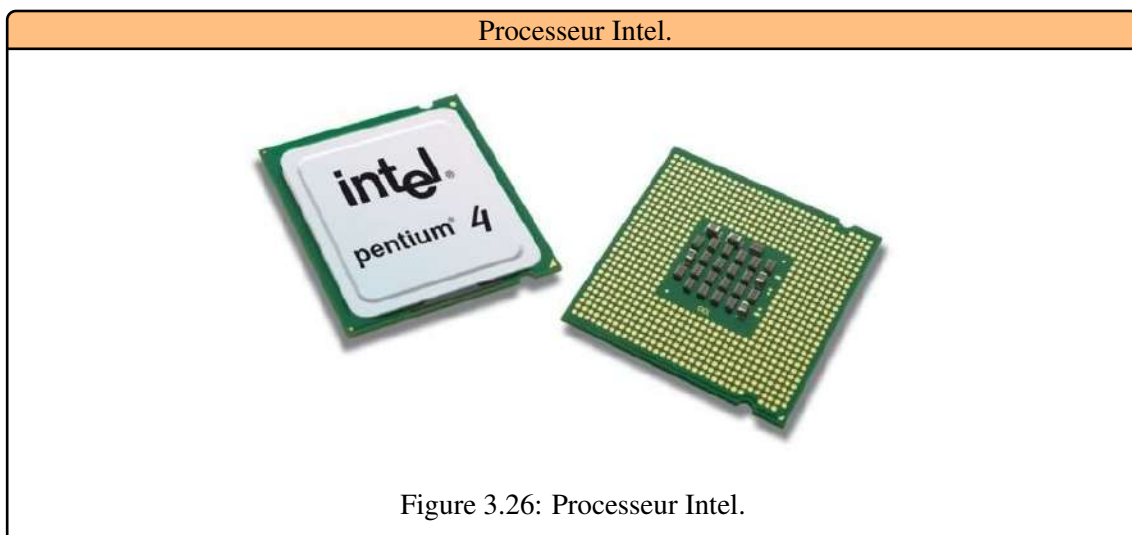 Processeur Intel.
intel®
pentium® 4
Figure 3.26: Processeur Intel.